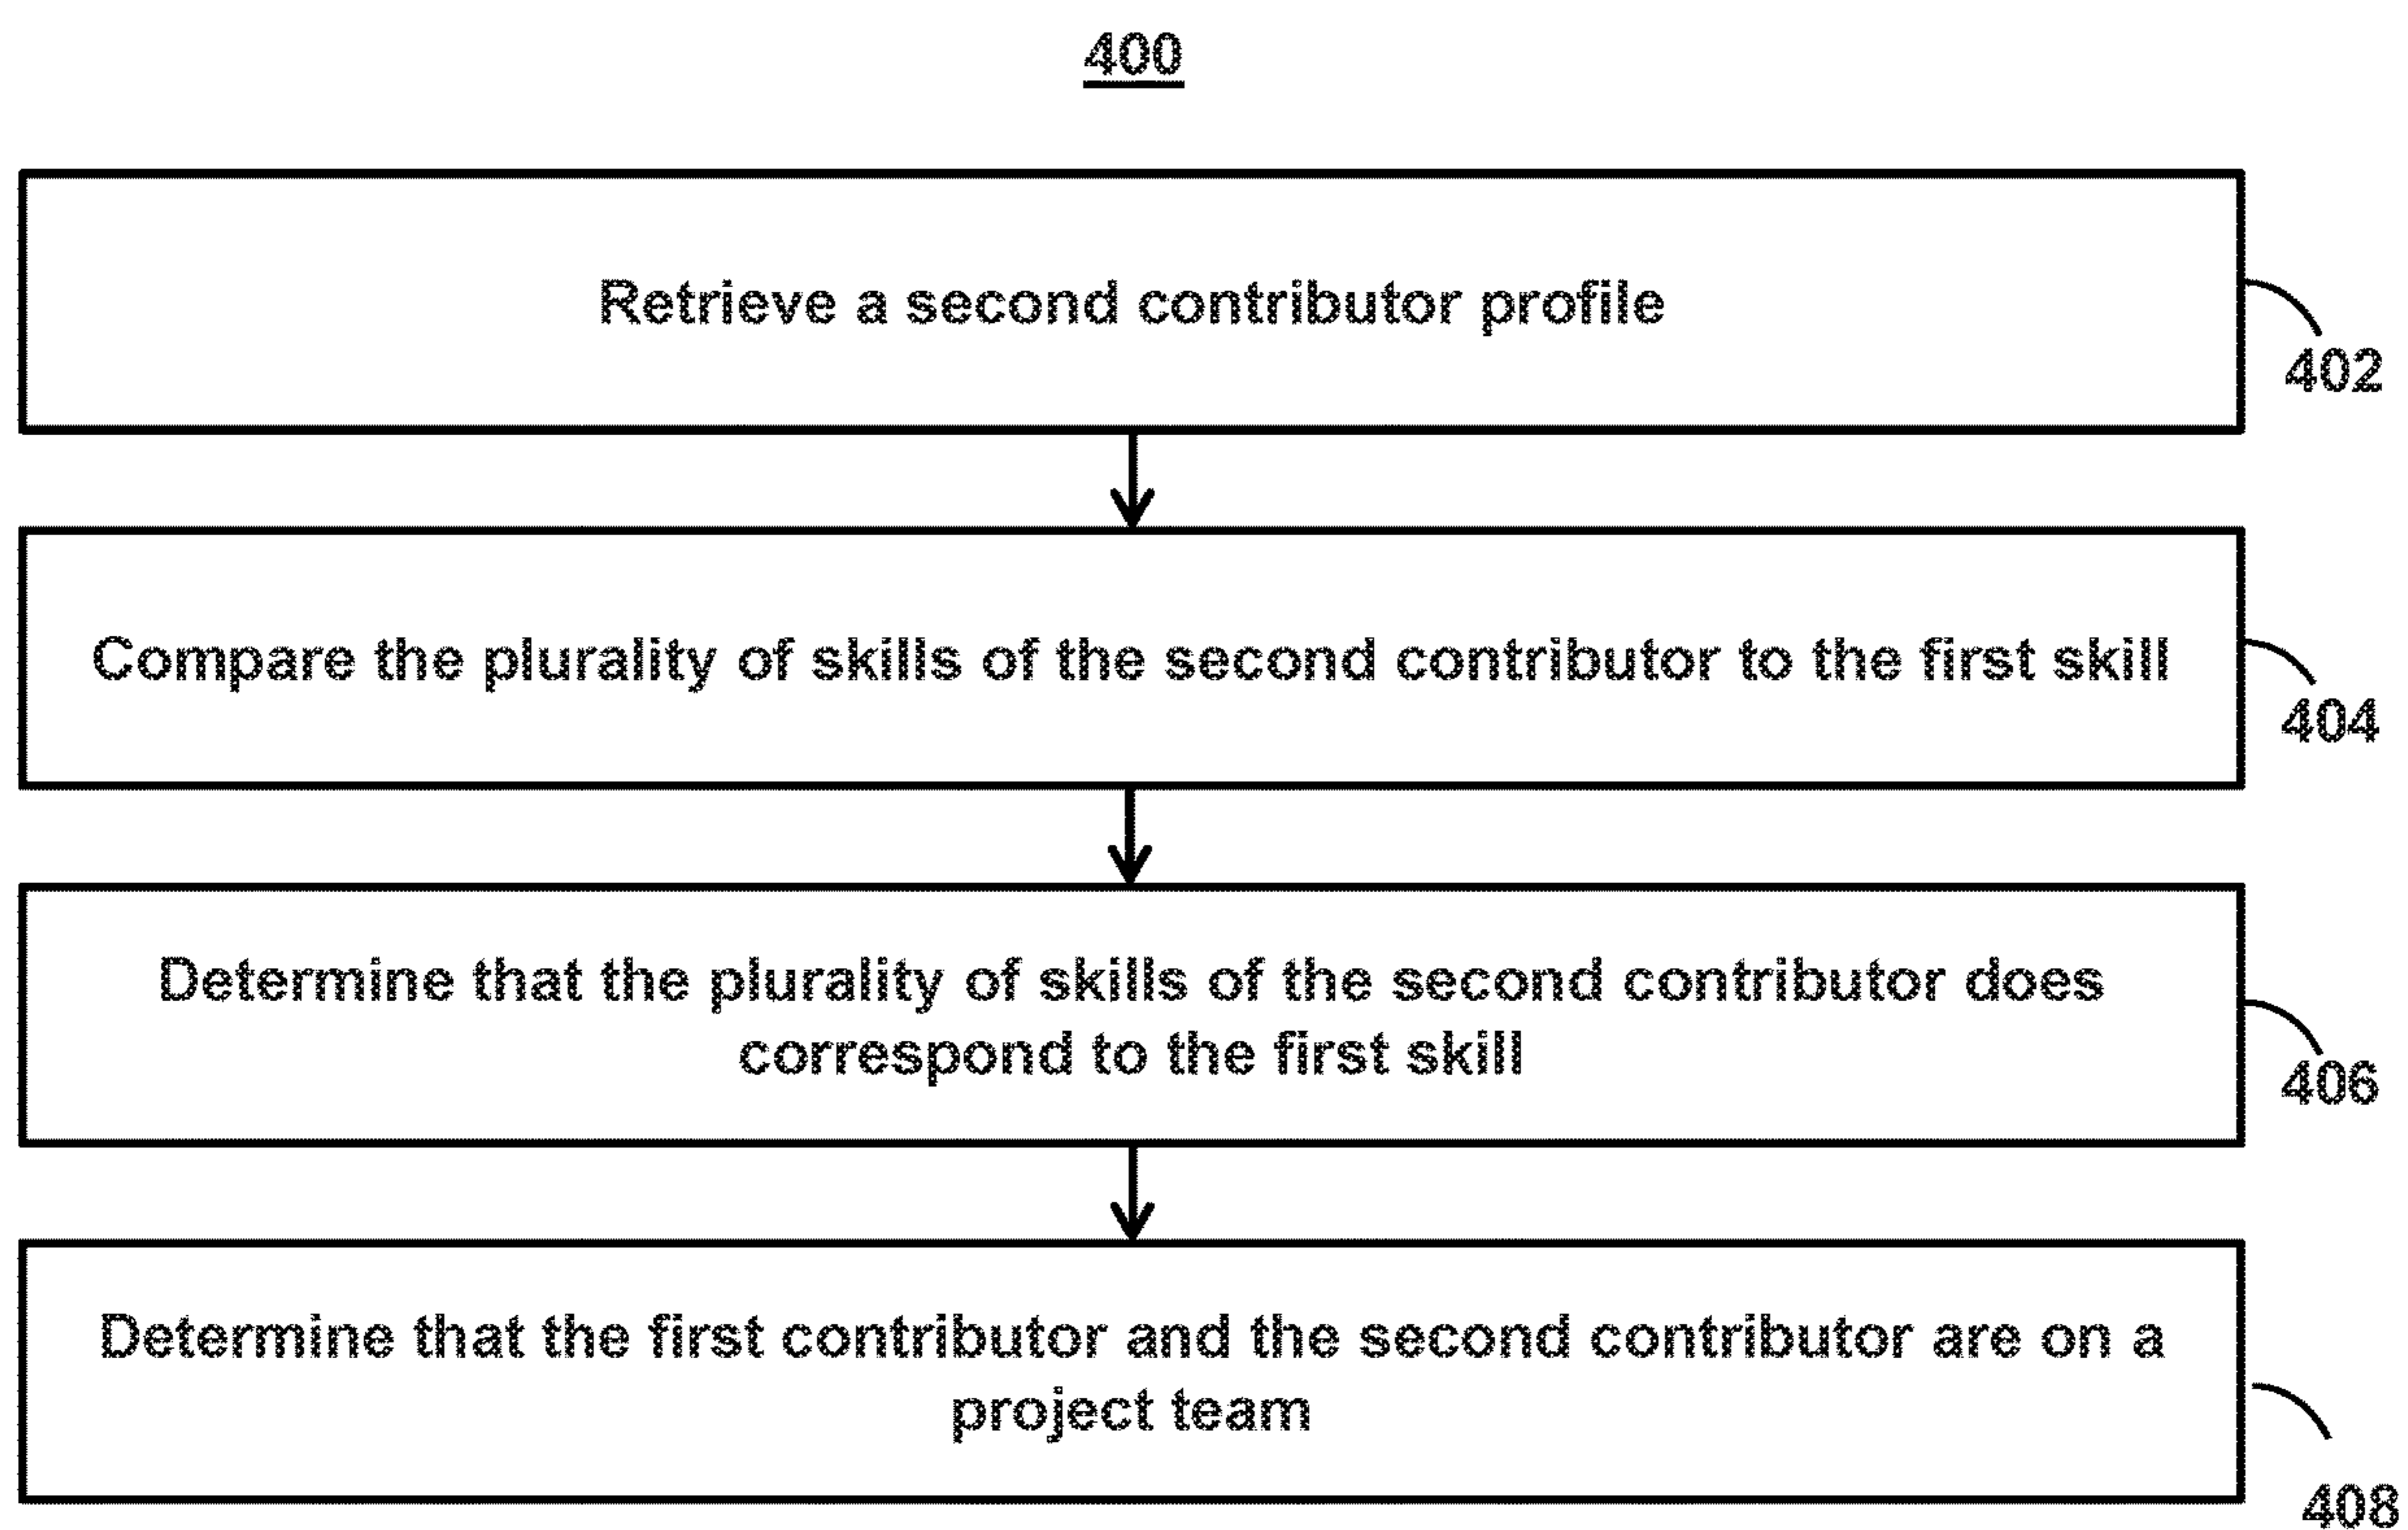 400
Retrieve a second contributor profile
402
Compare the plurality of skills of the second contributor to the first skill
404
Determine that the plurality of skills of the second contributor does
correspond to the first skill
406
Determine that the first contributor and the second contributor are on a
project team
408